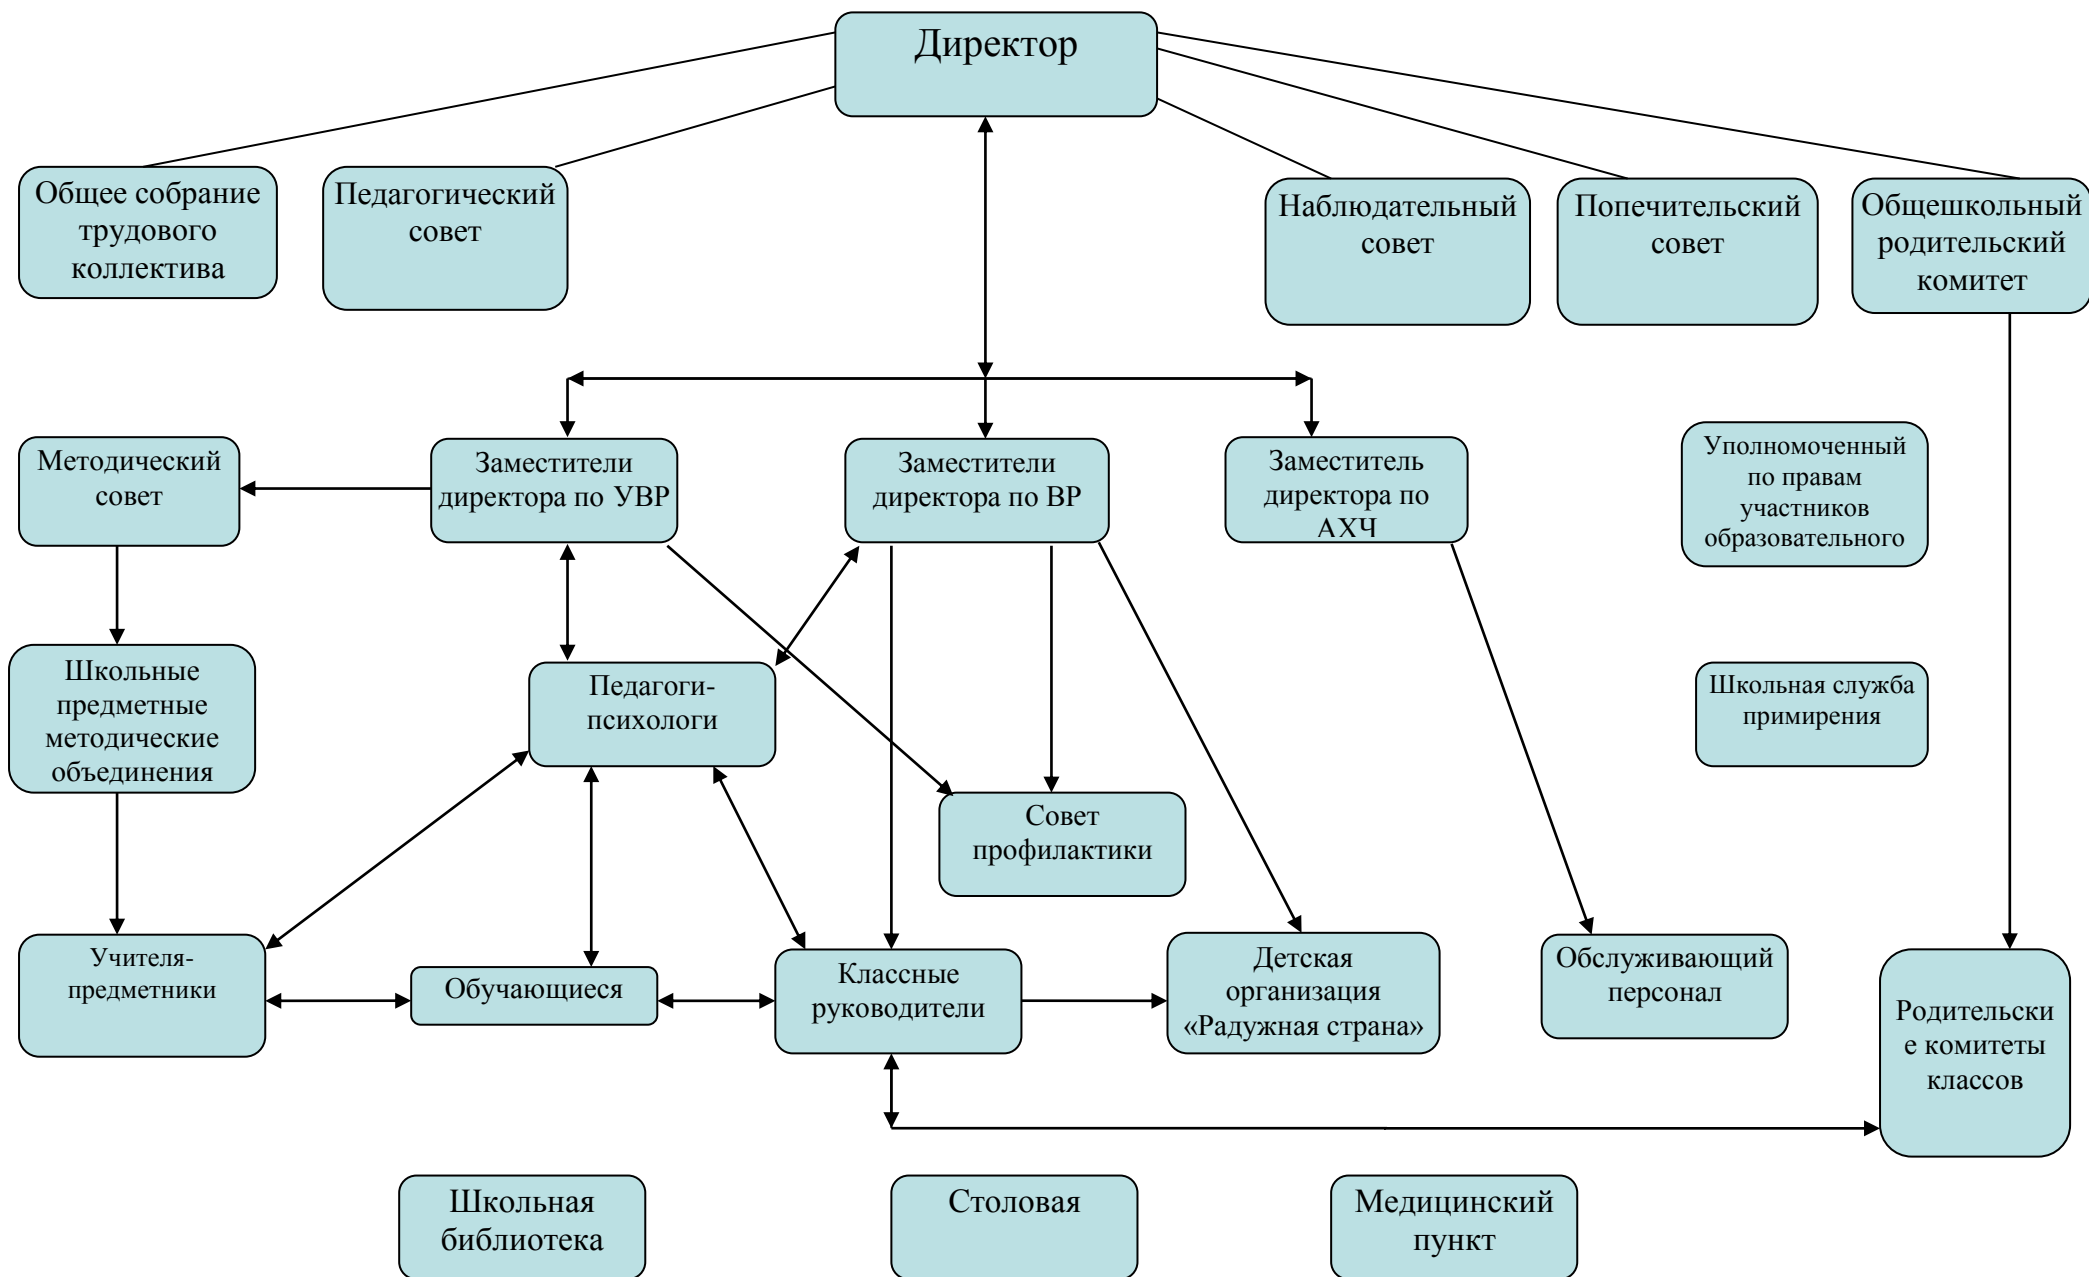 Директор
Общее собрание
трудового
коллектива
Педагогический
совет
Наблюдательный
совет
Попечительский
совет
Общешкольный
родительский
комитет
Методический
совет
Заместители
директора по УВР
Заместители
директора по ВР
Заместитель
директора по
АХЧ
Уполномоченный
по правам
участников
образовательного
Школьные
предметные
методические
объединения
Педагоги-
психологи
Школьная служба
примирения
Совет
профилактики
Учителя-
предметники
Обучающиеся
Классные
руководители
Детская
организация
«Радужная страна»
Обслуживающий
персонал
Родительски
е комитеты
классов
Школьная
библиотека
Столовая
Медицинский
пункт